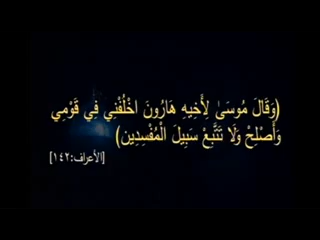 (وَقَالَ مُوسَىٰ لِأَخِيهِ هَارُونَ اخْلُفْنِي فِي قَوْمِي
وَأَصْلِحْ وَلَا تَتَّبِعْ سَبِيلَ الْمُفْسِدِين)
[الأعراف:١٤٢]